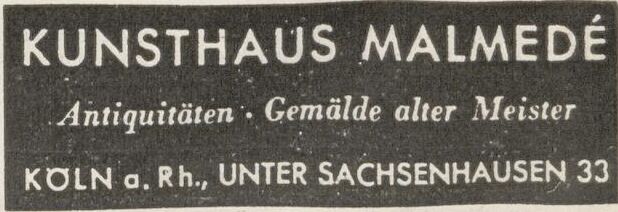 KUNSTHAUS MALMEDÉ
Antiquitäten · Gemälde alter Meister
KÖLN a. Rh., UNTER SACHSENHAUSEN 33